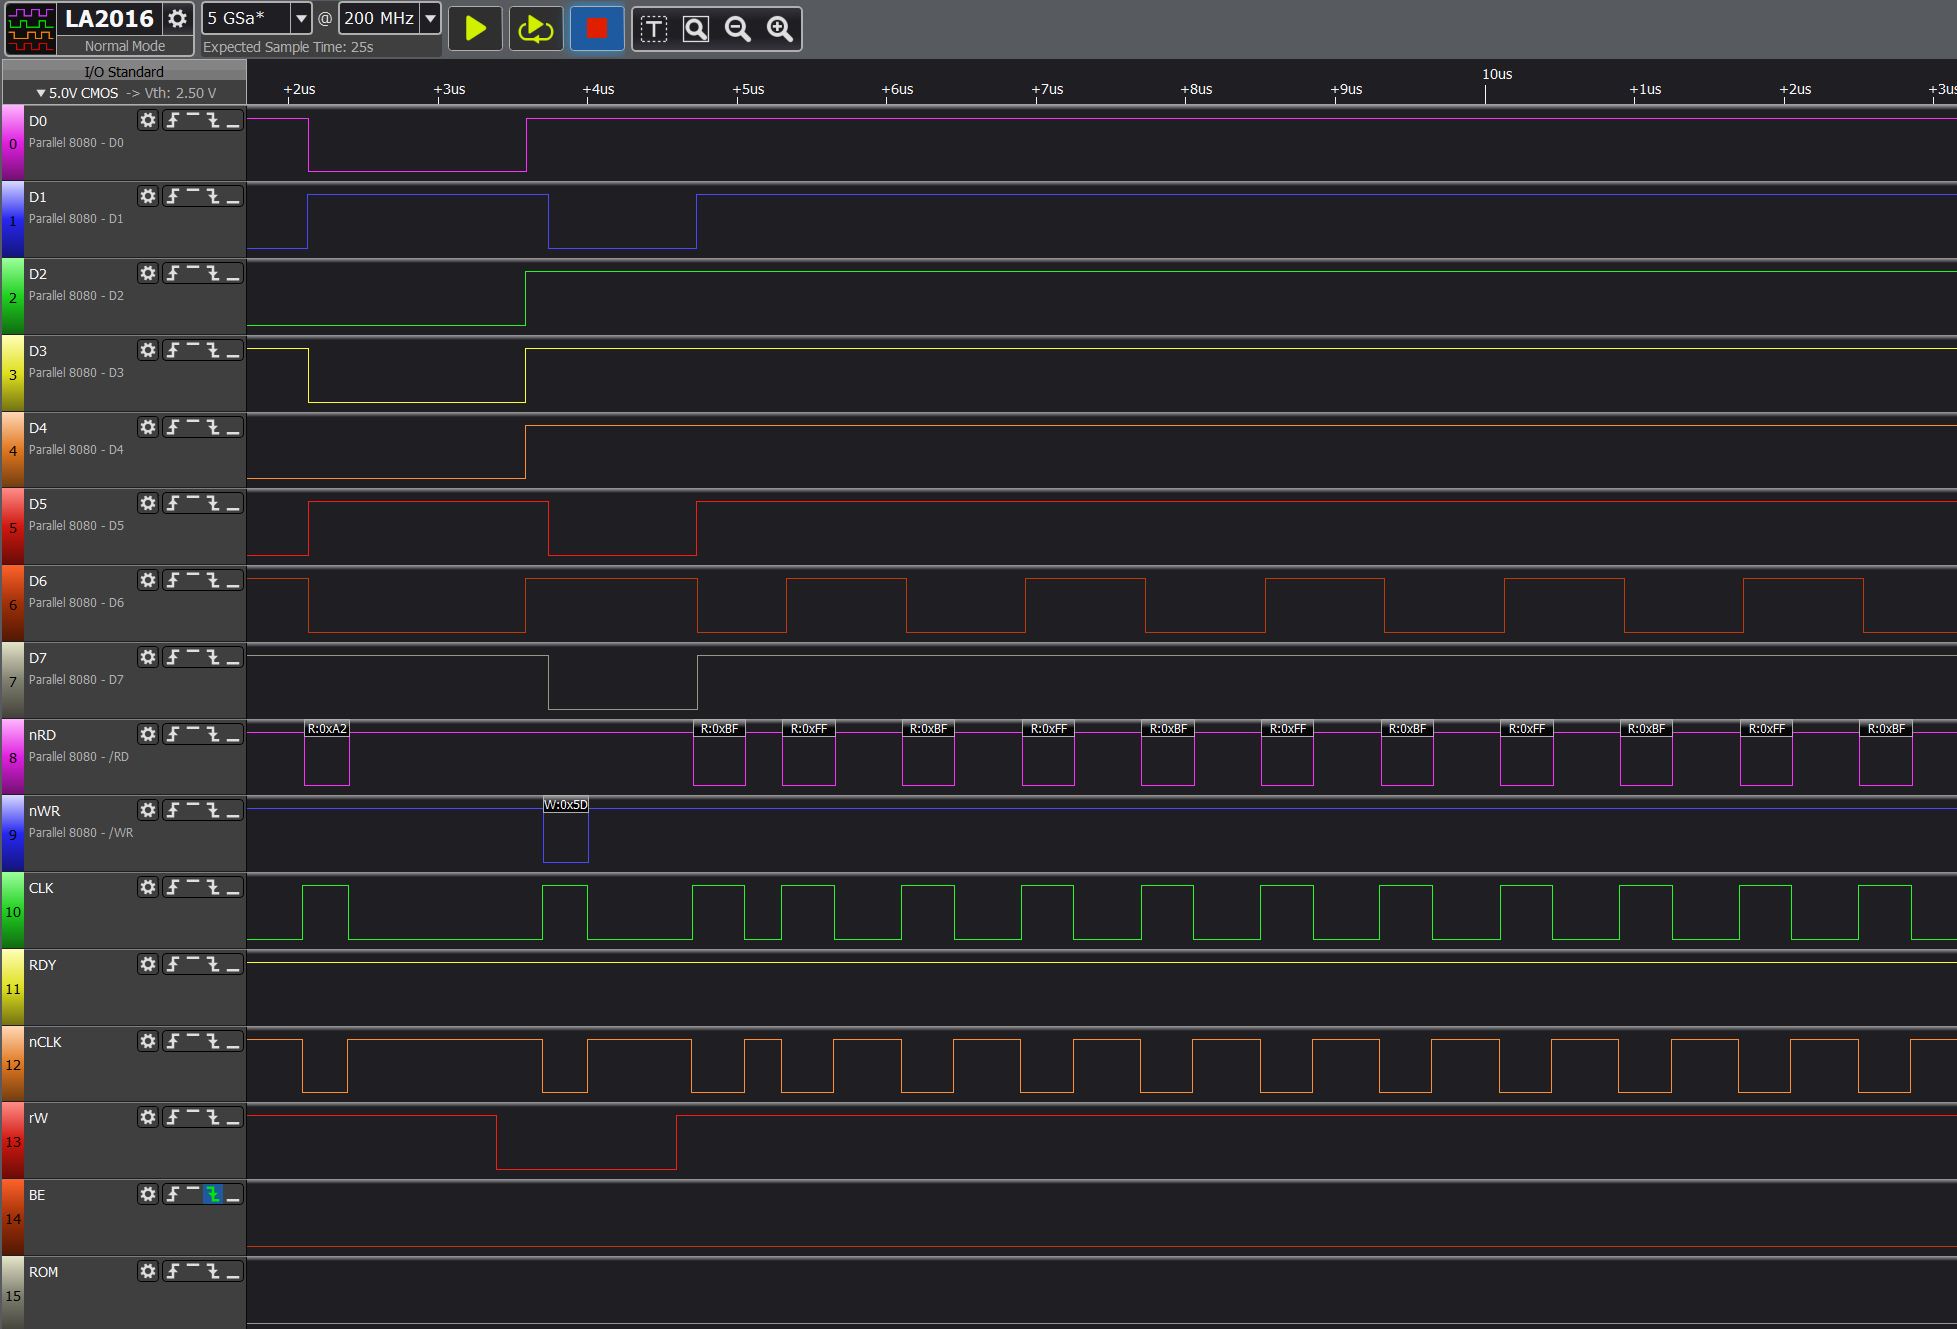 LA2016
Normal Mode
5 GSa* @ 200 MHz
Expected Sample Time: 25s
T
I/O Standard
5.0V CMOS -> Vth: 2.50 V
10us
+2us +3us +4us +5us +6us +7us +8us +9us +1us +2us +3us
D0
Parallel 8080 - D0
0
D1
Parallel 8080 - D1
1
D2
Parallel 8080 - D2
2
D3
Parallel 8080 - D3
3
D4
Parallel 8080 - D4
4
D5
Parallel 8080 - D5
5
D6
Parallel 8080 - D6
6
D7
Parallel 8080 - D7
7
R:0xA2 R:0xBF R:0xFF R:0xBF R:0xFF R:0xBF R:0xFF R:0xBF R:0xFF R:0xBF R:0xFF R:0xBF
nRD
Parallel 8080 - /RD
8
W:0x5D
nWR
Parallel 8080 - /WR
9
CLK
10
RDY
11
nCLK
12
rW
13
BE
14
ROM
15